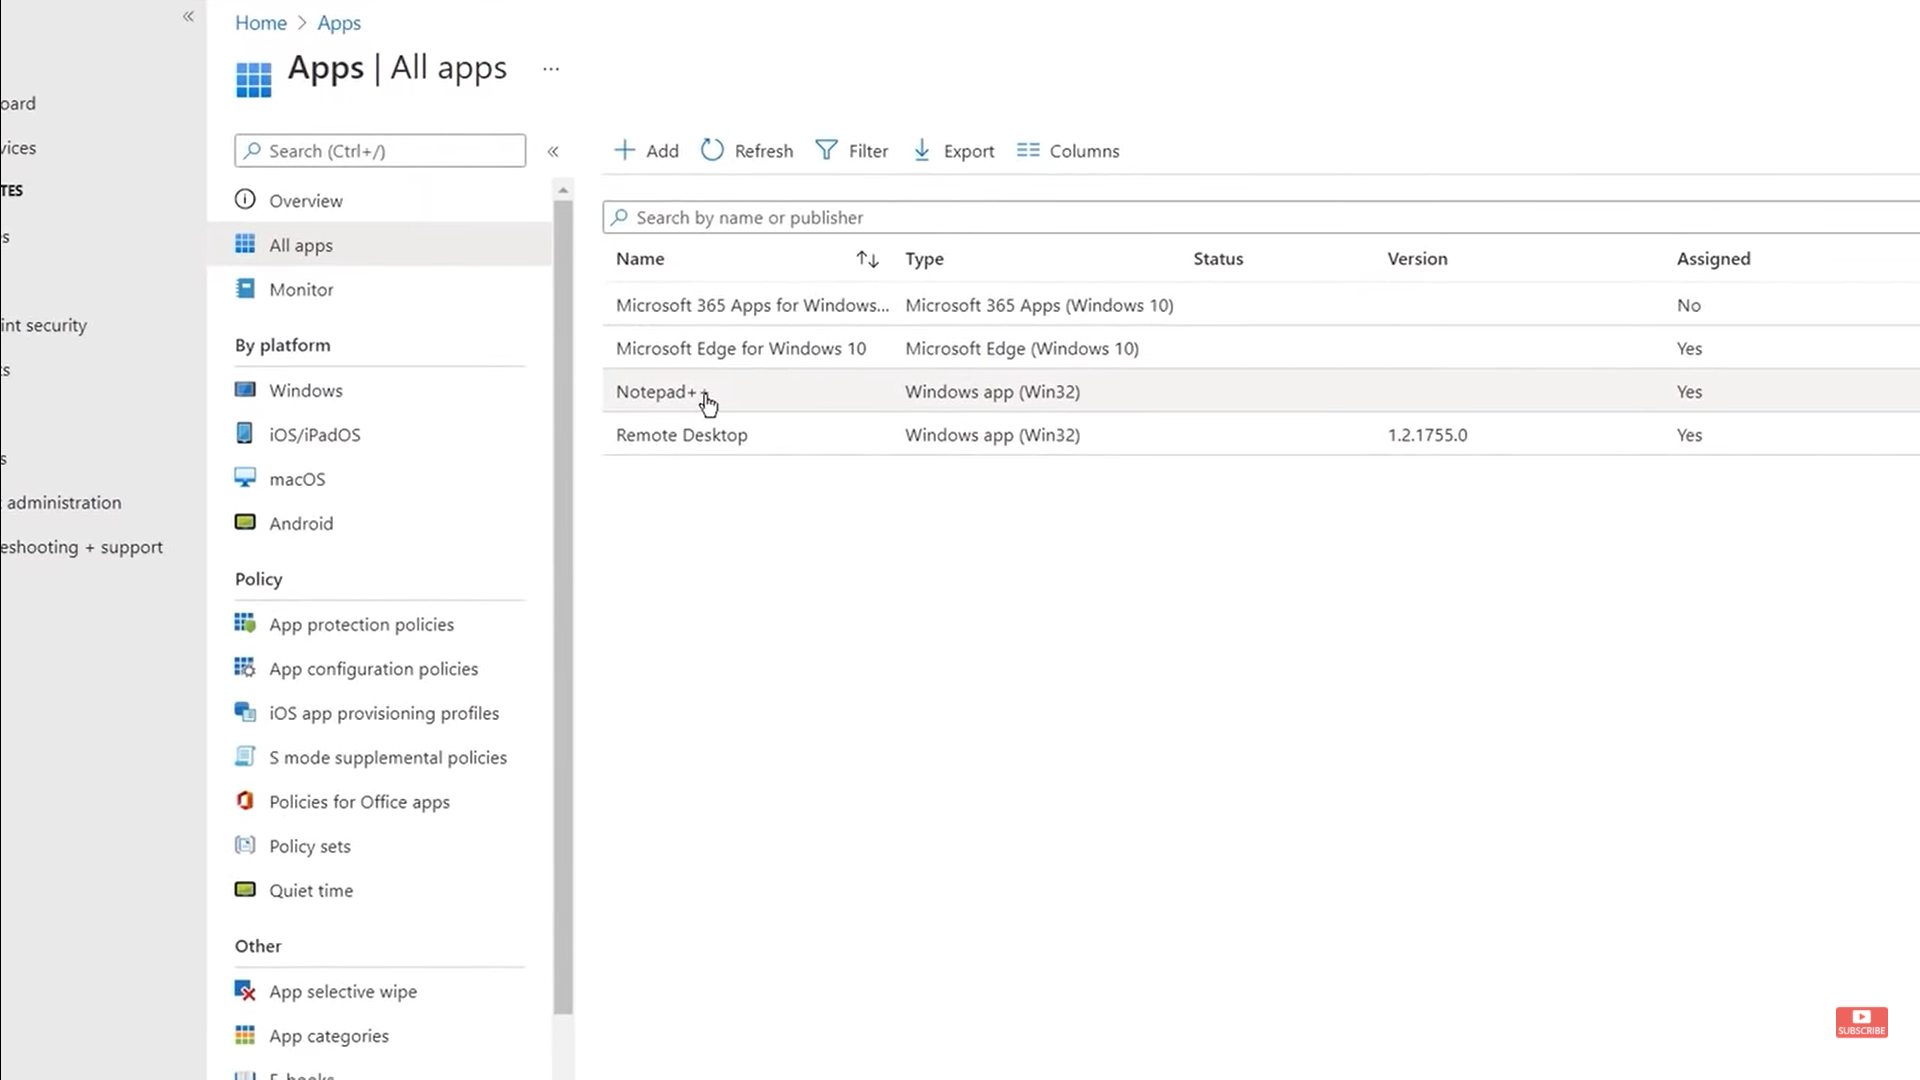 Home > Apps
Apps | All apps ...
oard
vices
TES
s
int security
ts
s
t administration
eshooting + support
Search (Ctrl+/)
Overview
All apps
Monitor
By platform
Windows
iOS/iPadOS
macOS
Android
Policy
App protection policies
App configuration policies
iOS app provisioning profiles
S mode supplemental policies
Policies for Office apps
Policy sets
Quiet time
Other
App selective wipe
App categories
E-books
Add Refresh Filter Export Columns
Search by name or publisher
Name Type Status Version Assigned
Microsoft 365 Apps for Windows... Microsoft 365 Apps (Windows 10) No
Microsoft Edge for Windows 10 Microsoft Edge (Windows 10) Yes
Notepad++ Windows app (Win32) Yes
Remote Desktop Windows app (Win32) 1.2.1755.0 Yes
SUBSCRIBE